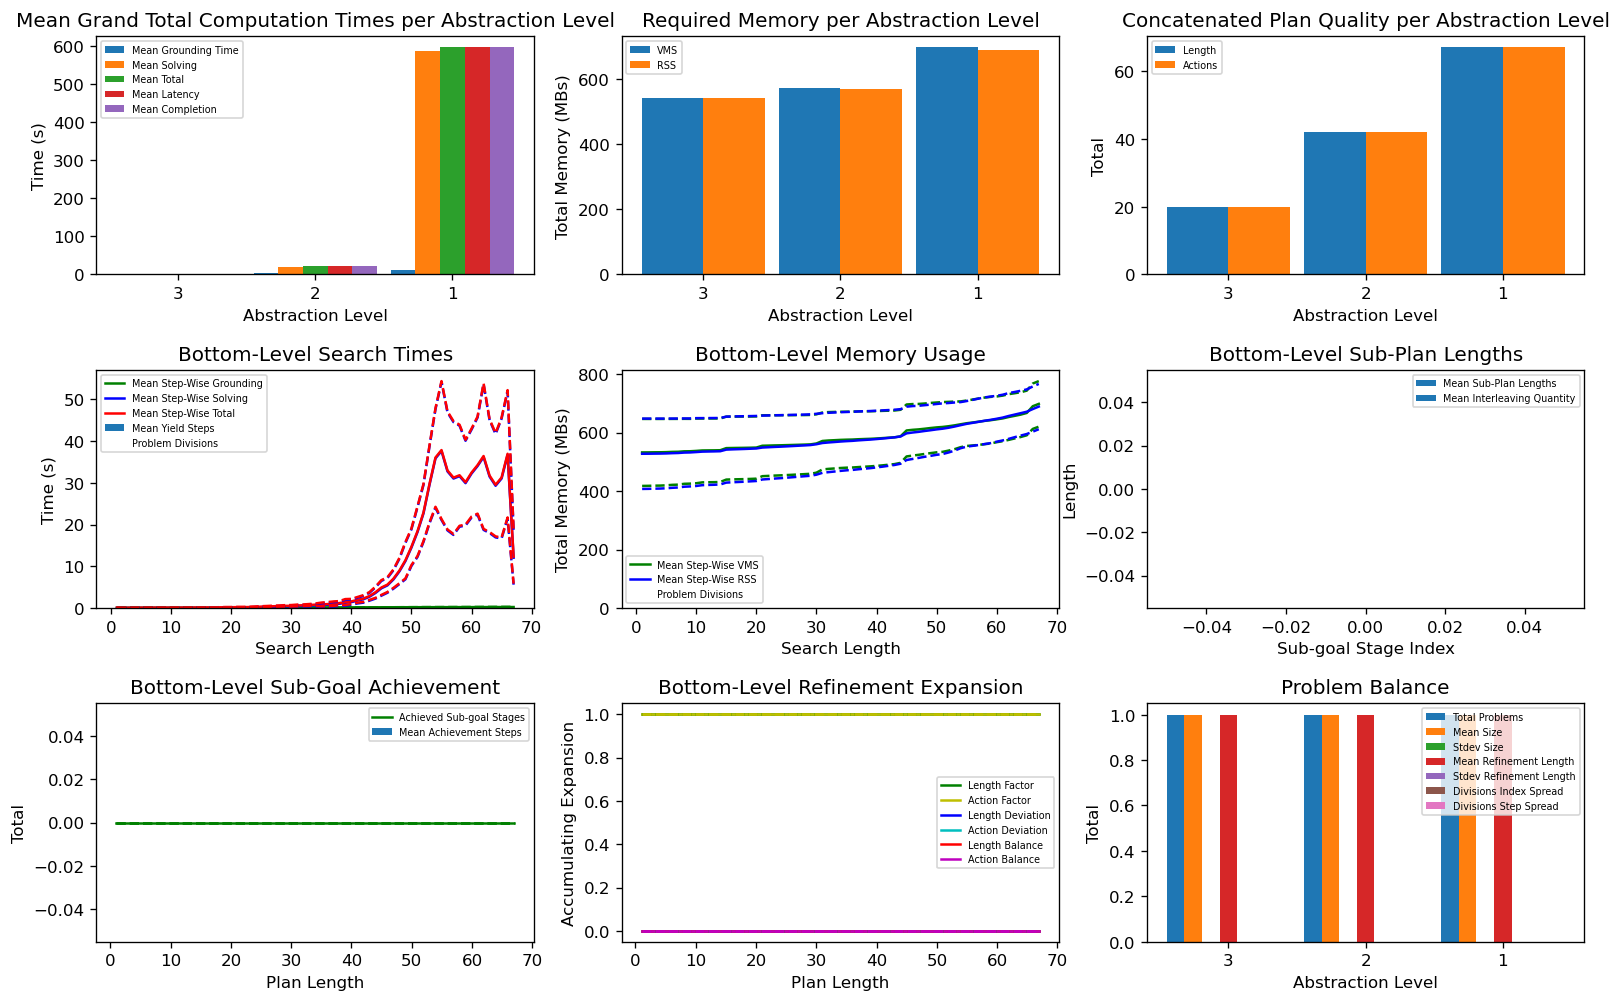 Mean Grand Total Computation Times per Abstraction Level
Time (s)
600
500
400
300
200
100
0
Mean Grounding Time
Mean Solving
Mean Total
Mean Latency
Mean Completion
3 2 1
Abstraction Level
Required Memory per Abstraction Level
Total Memory (MBs)
600
400
200
0
VMS
RSS
3 2 1
Abstraction Level
Concatenated Plan Quality per Abstraction Level
Total
60
40
20
0
Length
Actions
3 2 1
Abstraction Level
Bottom-Level Search Times
Time (s)
50
40
30
20
10
0
Mean Step-Wise Grounding
Mean Step-Wise Solving
Mean Step-Wise Total
Mean Yield Steps
Problem Divisions
0 10 20 30 40 50 60 70
Search Length
Bottom-Level Memory Usage
Total Memory (MBs)
800
600
400
200
0
Mean Step-Wise VMS
Mean Step-Wise RSS
Problem Divisions
0 10 20 30 40 50 60 70
Search Length
Bottom-Level Sub-Plan Lengths
Length
0.04
0.02
0.00
−0.02
−0.04
Mean Sub-Plan Lengths
Mean Interleaving Quantity
−0.04 −0.02 0.00 0.02 0.04
Sub-goal Stage Index
Bottom-Level Sub-Goal Achievement
Total
0.04
0.02
0.00
−0.02
−0.04
Achieved Sub-goal Stages
Mean Achievement Steps
0 10 20 30 40 50 60 70
Plan Length
Bottom-Level Refinement Expansion
Accumulating Expansion
1.0
0.8
0.6
0.4
0.2
0.0
Length Factor
Action Factor
Length Deviation
Action Deviation
Length Balance
Action Balance
0 10 20 30 40 50 60 70
Plan Length
Problem Balance
Total
1.0
0.8
0.6
0.4
0.2
0.0
Total Problems
Mean Size
Stdev Size
Mean Refinement Length
Stdev Refinement Length
Divisions Index Spread
Divisions Step Spread
3 2 1
Abstraction Level